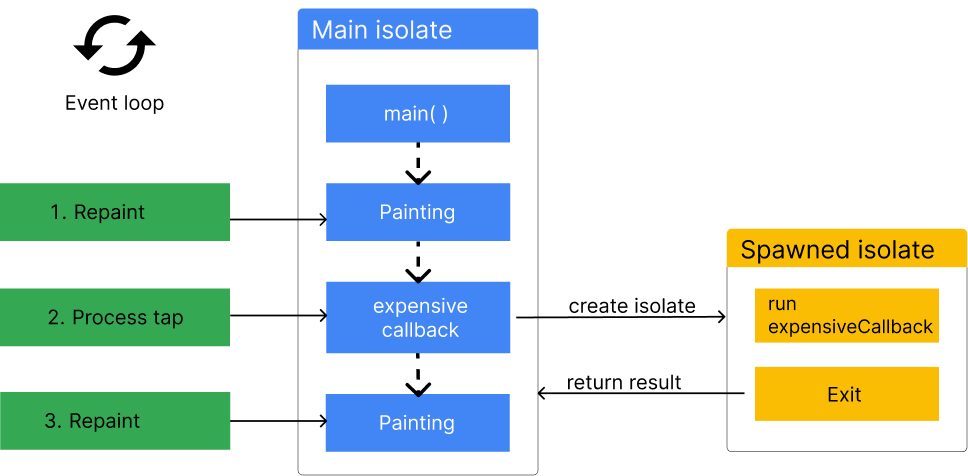 Event loop
Main isolate
main( )
1. Repaint
Painting
2. Process tap
expensive
callback
create isolate
Spawned isolate
run
expensiveCallback
return result
Exit
3. Repaint
Painting